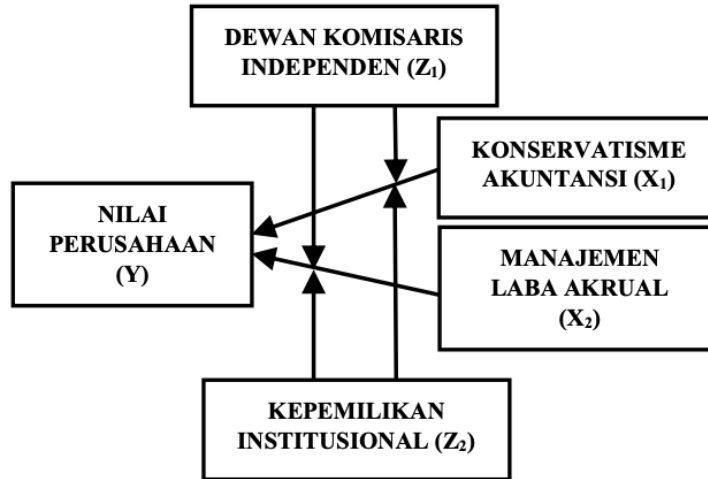 DEWAN KOMISARIS
INDEPENDEN (Z₁)
KONSERVATISME
AKUNTANSI (X₁)
NILAI
PERUSAHAAN
(Y)
MANAJEMEN
LABA AKRUAL
(X₂)
KEPEMILIKAN
INSTITUSIONAL (Z₂)